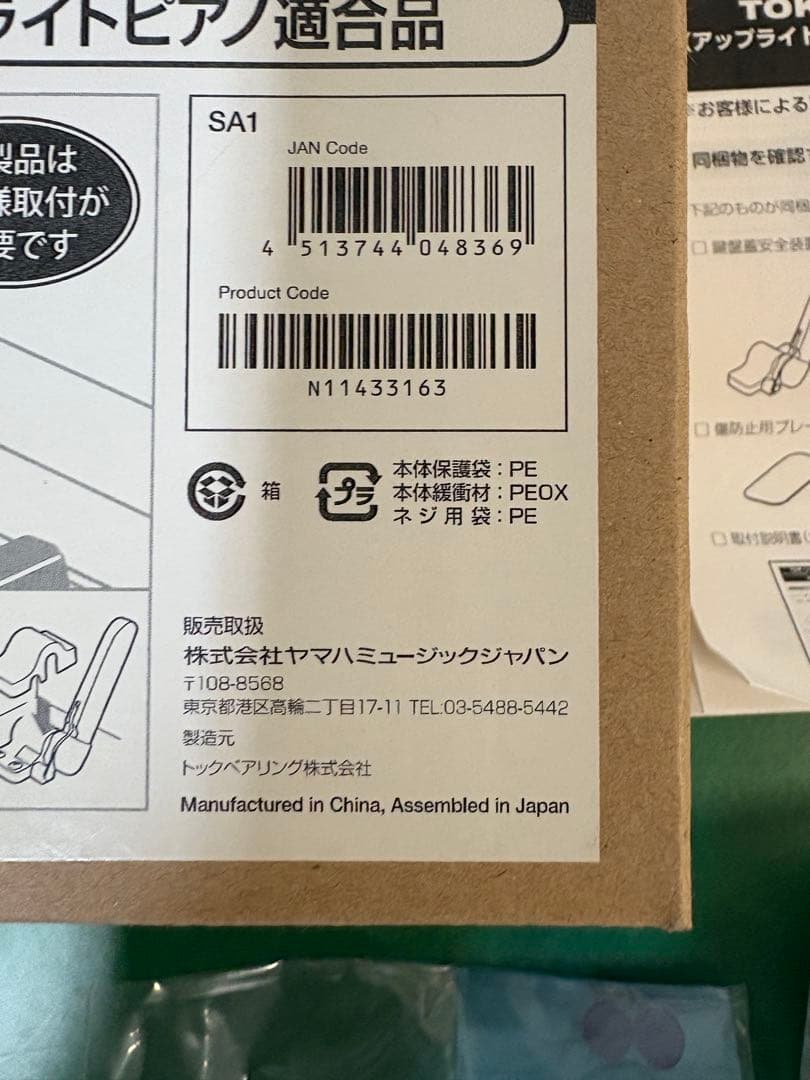 ライトピアノ適合品
製品は
様取付が
要です
SA1
JAN Code
4 513744 048369
Product Code
N11433163
箱
プラ
本体保護袋：PE
本体緩衝材：PEOX
ネジ用袋：PE
販売取扱
株式会社ヤマハミュージックジャパン
〒108-8568
東京都港区高輪二丁目17-11 TEL:03-5488-5442
製造元
トックベアリング株式会社
Manufactured in China, Assembled in Japan
TOK
(アップライト
※お客様による
同梱物を確認
下記のものが同梱
□ 鍵盤蓋安全装
□ 傷防止用プレー
□ 取付説明書(